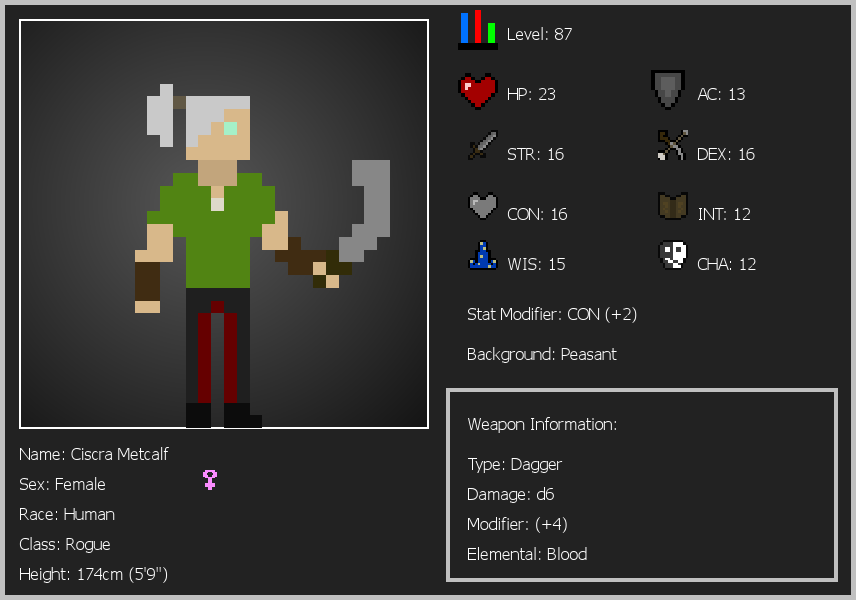 Level: 87
HP: 23
AC: 13
STR: 16
DEX: 16
CON: 16
INT: 12
WIS: 15
CHA: 12
Stat Modifier: CON (+2)
Background: Peasant
Weapon Information:
Type: Dagger
Damage: d6
Modifier: (+4)
Elemental: Blood
Name: Ciscra Metcalf
Sex: Female
Race: Human
Class: Rogue
Height: 174cm (5'9")